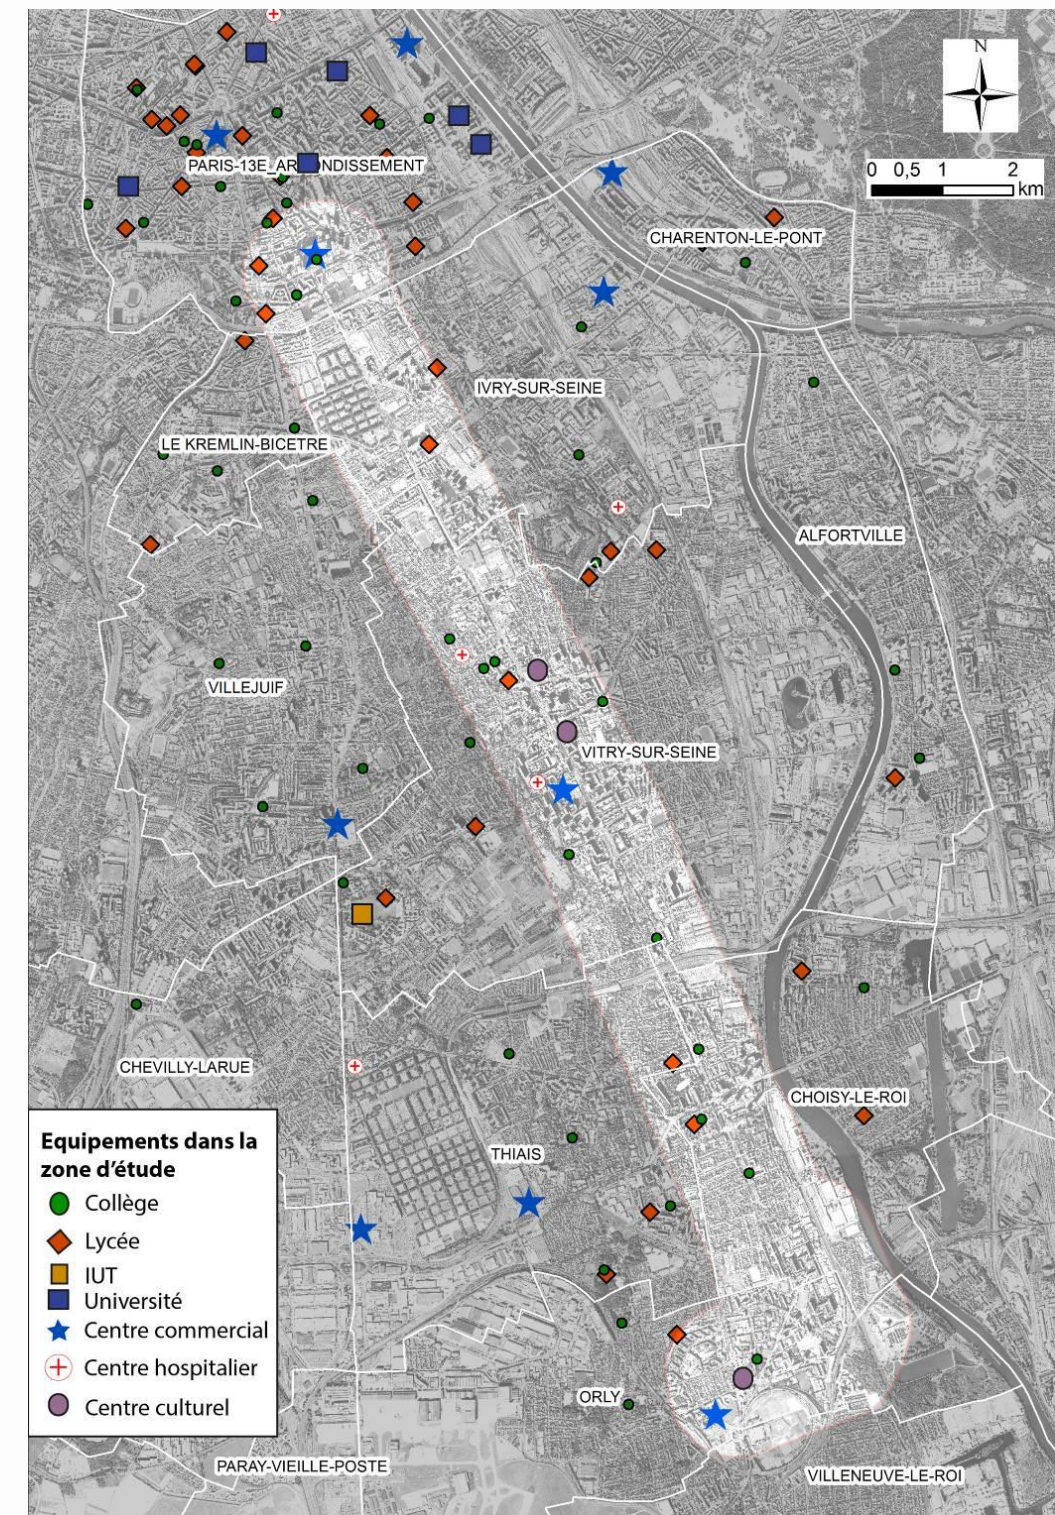 N
0 0,5 1 2
km
PARIS-13E_AR ONDISSEMENT
CHARENTON-LE-PONT
IVRY-SUR-SEINE
LE KREMLIN-BICETRE
ALFORTVILLE
VILLEJUIF
VITRY-SUR-SEINE
CHEVILLY-LARUE
CHOISY-LE-ROI
THIAIS
Equipements dans la
zone d'étude
Collège
Lycée
IUT
Université
Centre commercial
Centre hospitalier
Centre culturel
ORLY
PARAY-VIEILLE-POSTE
VILLENEUVE-LE-ROI